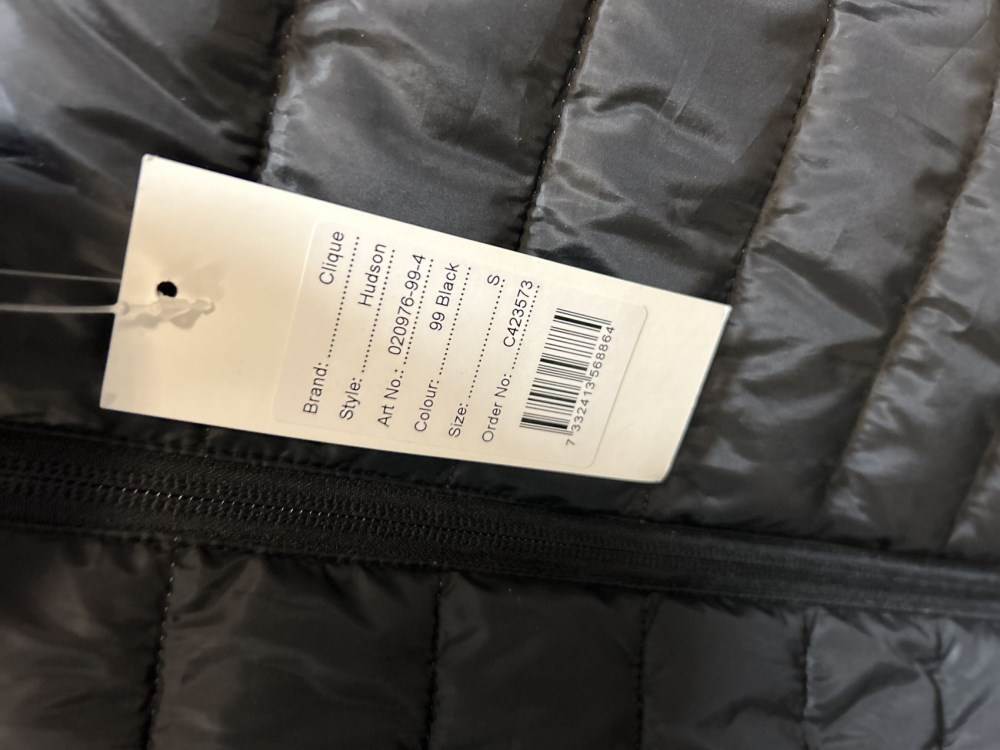 Brand: .................... Clique
Style: .................... Hudson
Art No.: .... 020976-99-4
Colour: .......... 99 Black
Size: .......................... S
Order No: ...... C423573
7 332413 568864